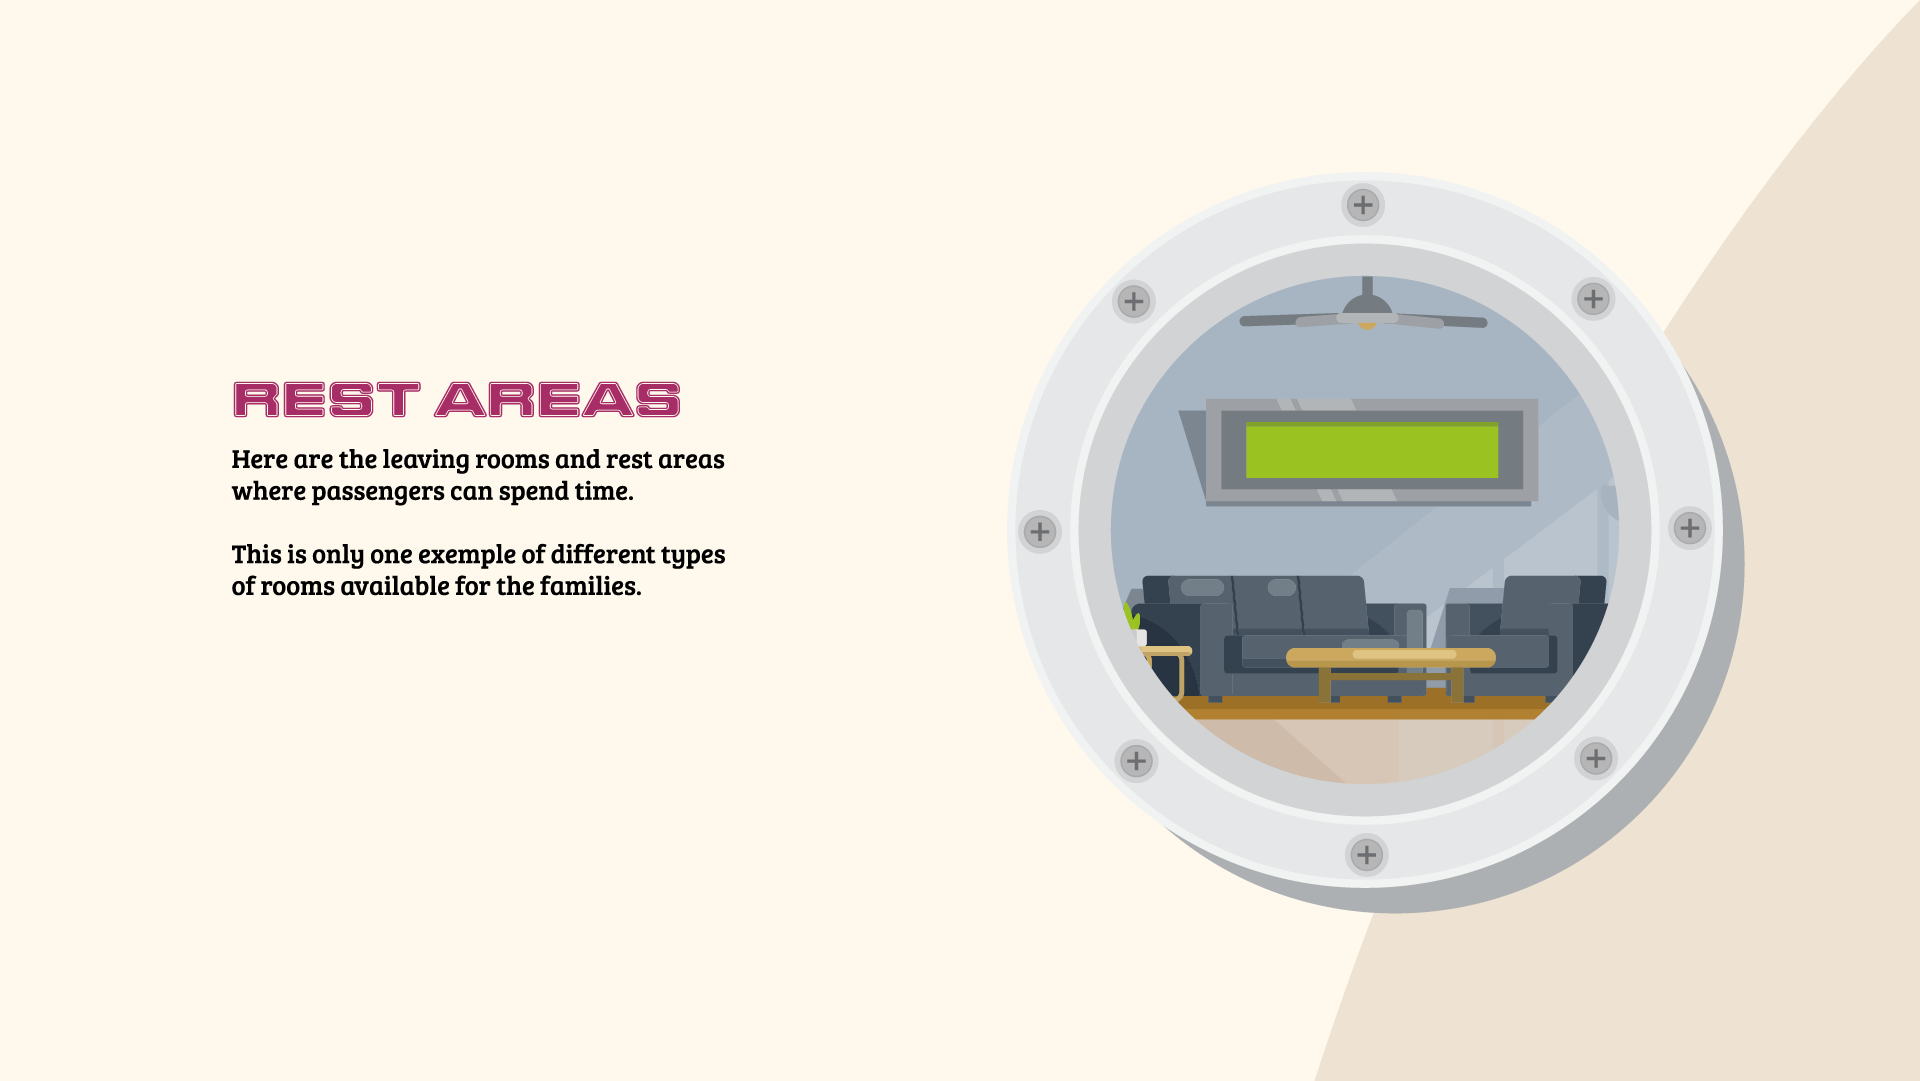 REST AREAS
Here are the leaving rooms and rest areas
where passengers can spend time.
This is only one exemple of different types
of rooms available for the families.